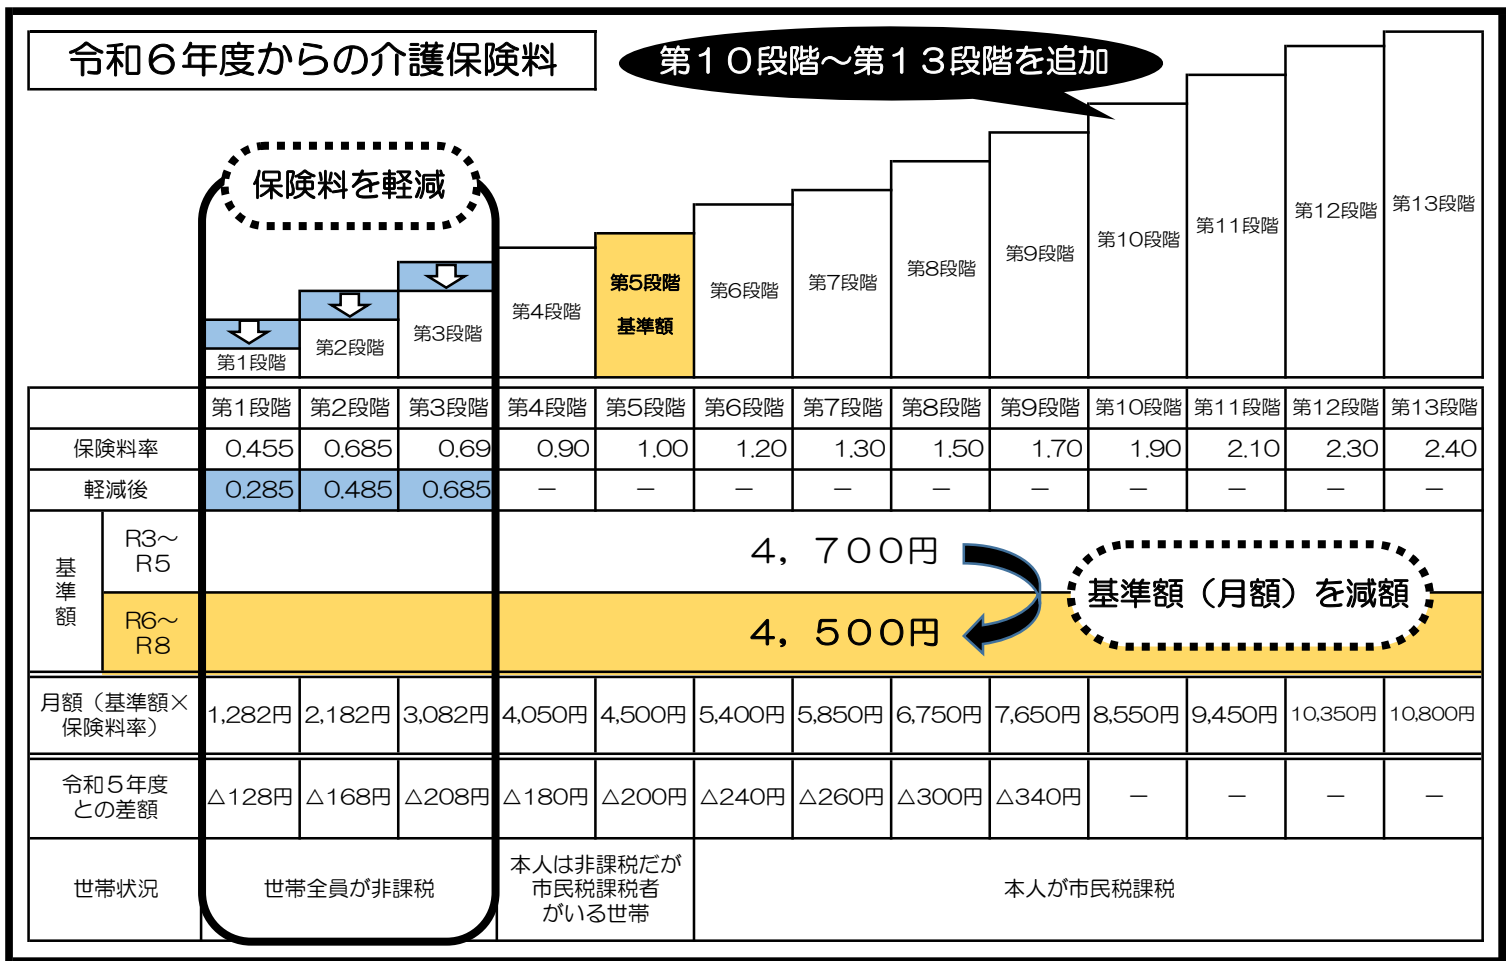 令和６年度からの介護保険料
第１０段階～第１３段階を追加
保険料を軽減
第1段階
第2段階
第3段階
第4段階
第5段階
基準額
第6段階
第7段階
第8段階
第9段階
第10段階
第11段階
第12段階
第13段階
第1段階 第2段階 第3段階 第4段階 第5段階 第6段階 第7段階 第8段階 第9段階 第10段階 第11段階 第12段階 第13段階
保険料率 0.455 0.685 0.69 0.90 1.00 1.20 1.30 1.50 1.70 1.90 2.10 2.30 2.40
軽減後 0.285 0.485 0.685 － － － － － － － － － －
基
準
額
R3～
R5
４，７００円
基準額（月額）を減額
R6～
R8
４，５００円
月額（基準額×
保険料率）
1,282円 2,182円 3,082円 4,050円 4,500円 5,400円 5,850円 6,750円 7,650円 8,550円 9,450円 10,350円 10,800円
令和５年度
との差額
△128円 △168円 △208円 △180円 △200円 △240円 △260円 △300円 △340円 － － － －
世帯状況
世帯全員が非課税
本人は非課税だが
市民税課税者
がいる世帯
本人が市民税課税